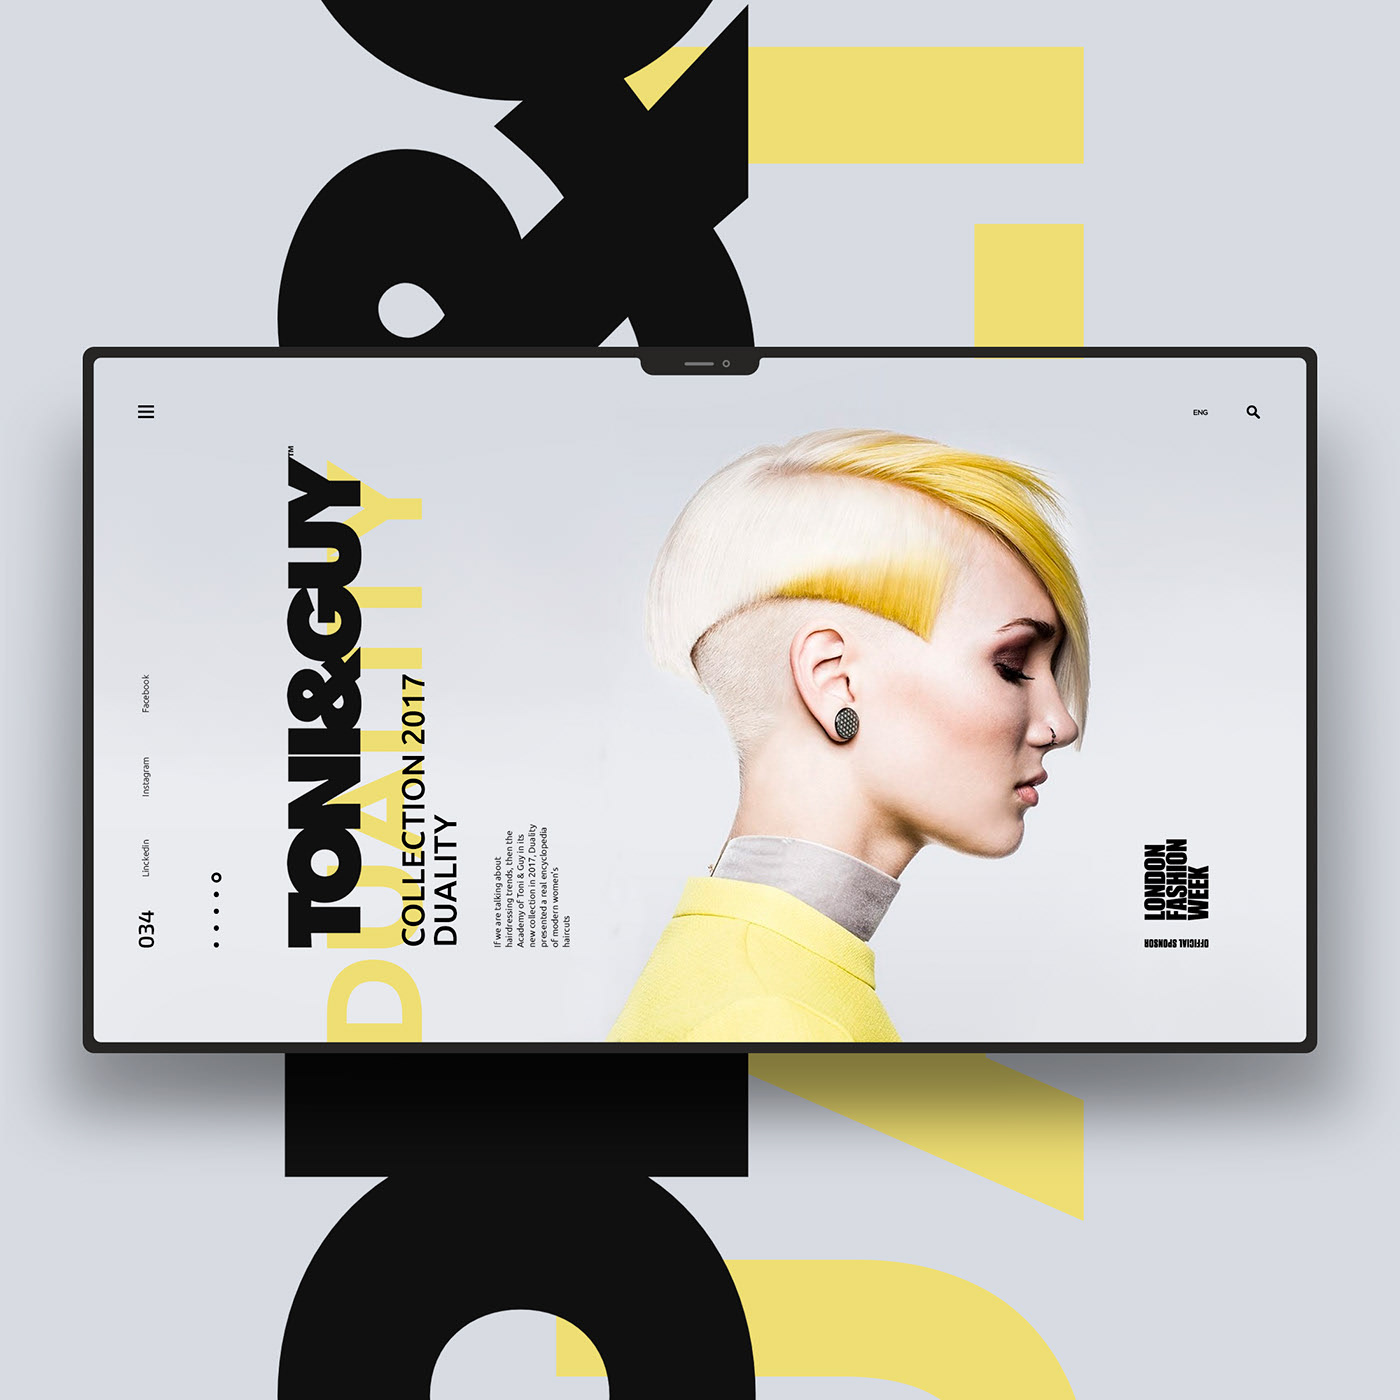 ENG
TONI&GUY™
DUALITY
COLLECTION 2017
DUALITY
If we are talking about
hairdressing trends, then the
Academy of Toni & Guy in its
new collection in 2017, Duality
presented a real encyclopedia
of modern women's
haircuts
034
Linckedin
Instagram
Facebook
LONDON
FASHION
WEEK
OFFICIAL SPONSOR